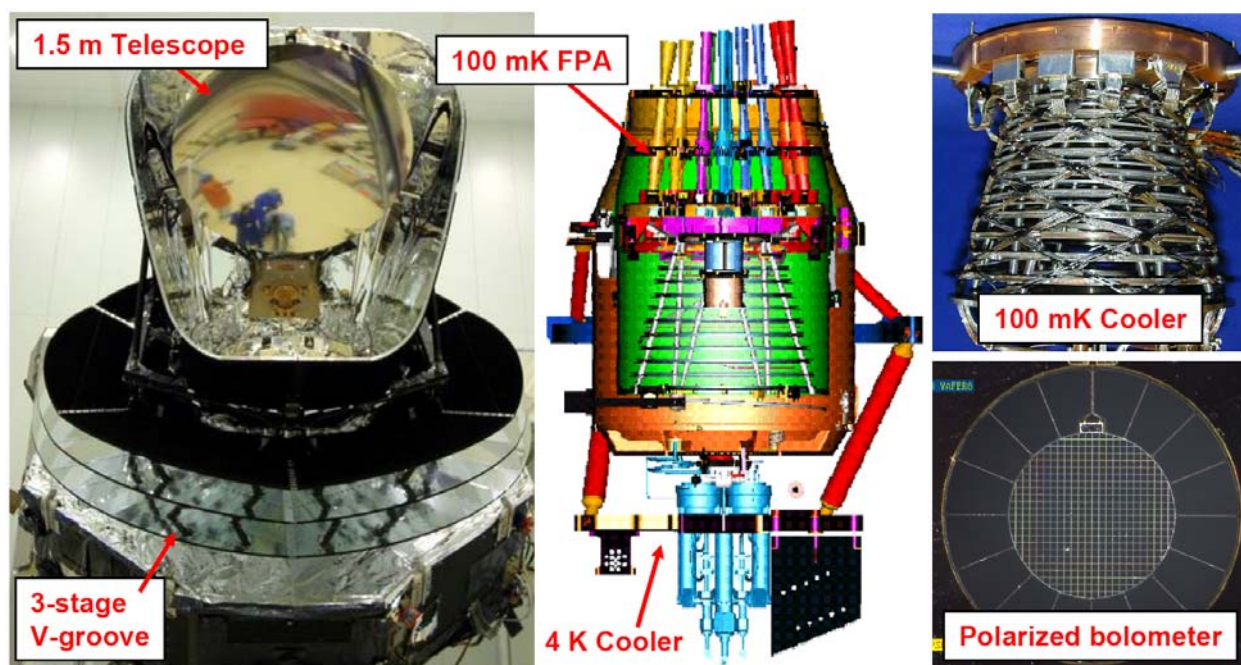 1.5 m Telescope
3-stage
V-groove
100 mK FPA
4 K Cooler
100 mK Cooler
Polarized bolometer